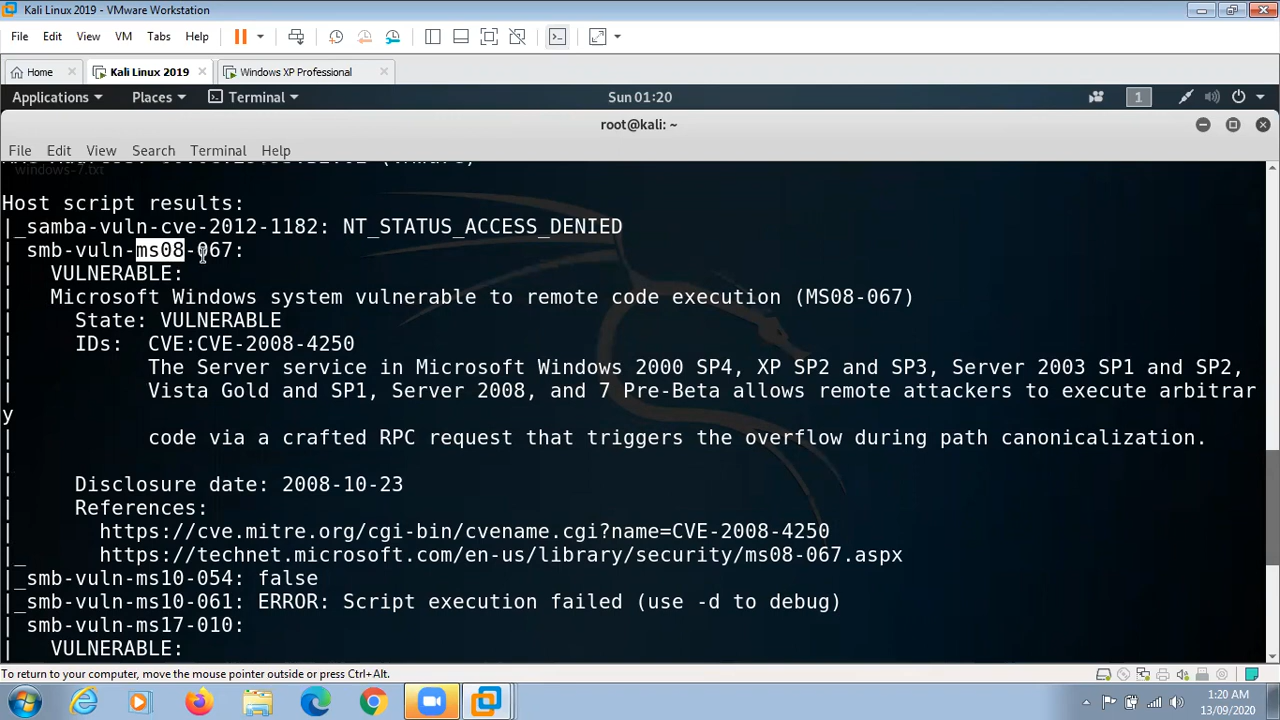 Kali Linux 2019 - VMware Workstation
File Edit View VM Tabs Help
Home Kali Linux 2019 Windows XP Professional
Applications Places Terminal Sun 01:20 1
root@kali: ~
File Edit View Search Terminal Help
windows-7.txt
Host script results:
|_samba-vuln-cve-2012-1182: NT_STATUS_ACCESS_DENIED
| smb-vuln-ms08-067:
|   VULNERABLE:
|   Microsoft Windows system vulnerable to remote code execution (MS08-067)
|     State: VULNERABLE
|     IDs:  CVE:CVE-2008-4250
|           The Server service in Microsoft Windows 2000 SP4, XP SP2 and SP3, Server 2003 SP1 and SP2,
|           Vista Gold and SP1, Server 2008, and 7 Pre-Beta allows remote attackers to execute arbitrar
y
|           code via a crafted RPC request that triggers the overflow during path canonicalization.
|
|     Disclosure date: 2008-10-23
|     References:
|       https://cve.mitre.org/cgi-bin/cvename.cgi?name=CVE-2008-4250
|_      https://technet.microsoft.com/en-us/library/security/ms08-067.aspx
|_smb-vuln-ms10-054: false
|_smb-vuln-ms10-061: ERROR: Script execution failed (use -d to debug)
| smb-vuln-ms17-010:
|   VULNERABLE:
To return to your computer, move the mouse pointer outside or press Ctrl+Alt.
1:20 AM
13/09/2020